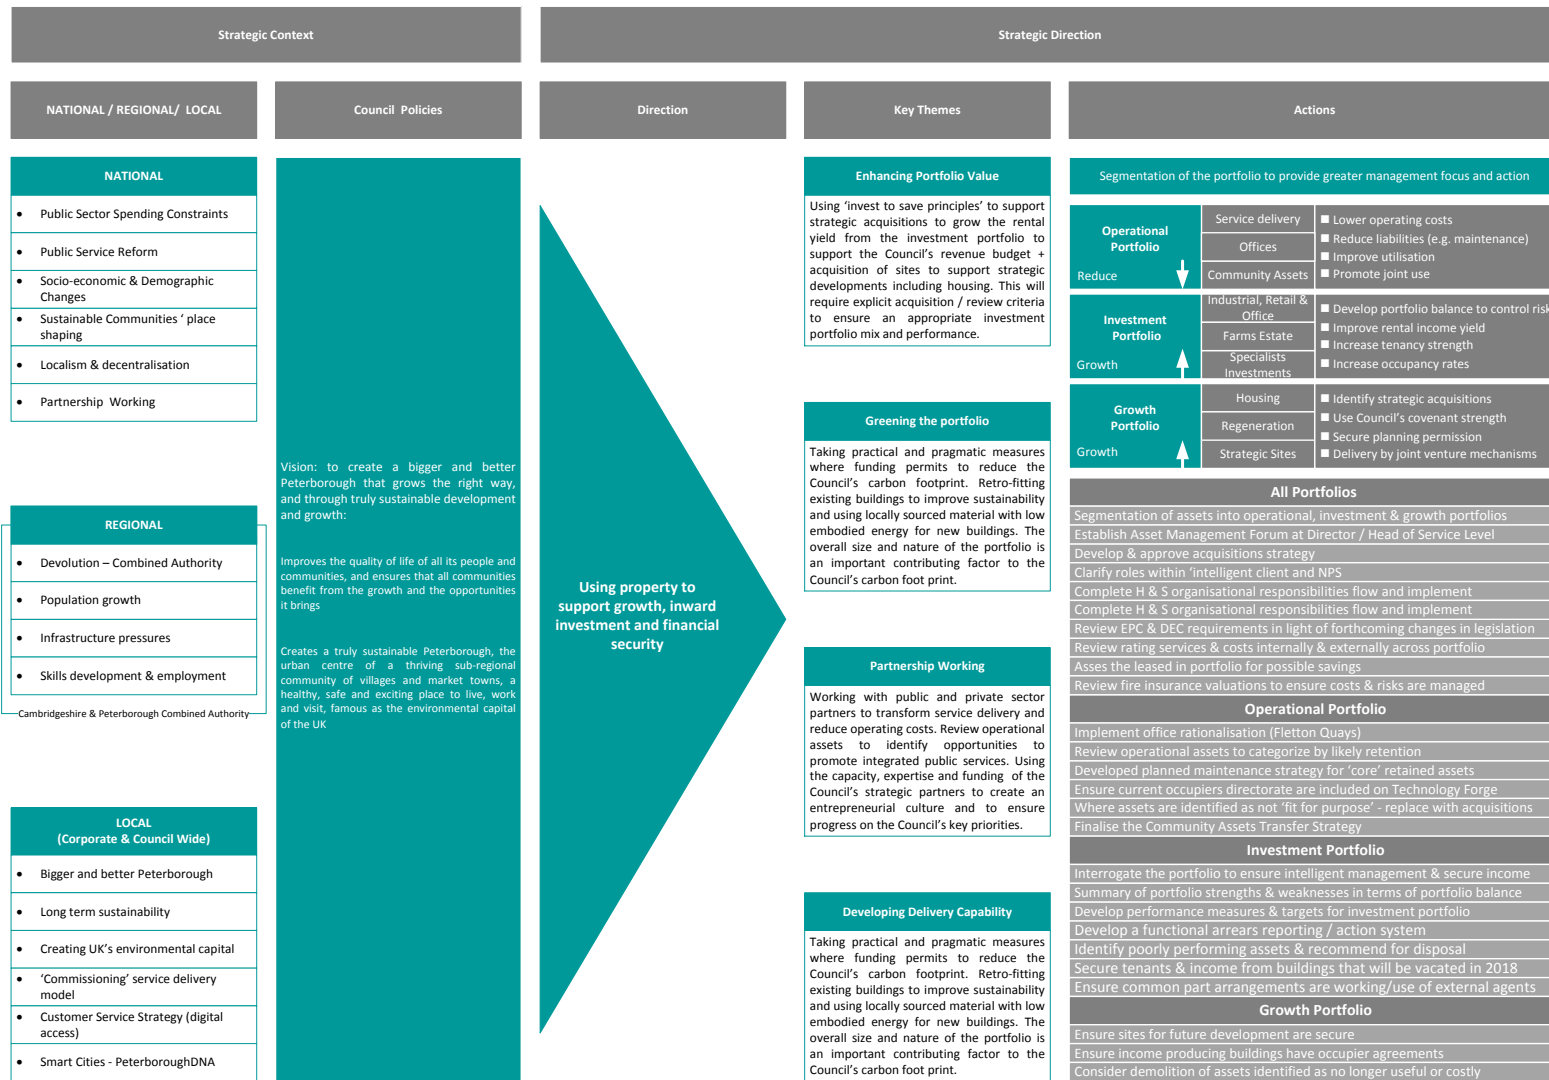 Strategic Context
Strategic Direction
NATIONAL / REGIONAL/ LOCAL
Council Policies
Direction
Key Themes
Actions
NATIONAL
• Public Sector Spending Constraints
• Public Service Reform
• Socio-economic & Demographic
Changes
• Sustainable Communities ‘ place
shaping
• Localism & decentralisation
• Partnership Working
REGIONAL
• Devolution – Combined Authority
• Population growth
• Infrastructure pressures
• Skills development & employment
Cambridgeshire & Peterborough Combined Authority
LOCAL
(Corporate & Council Wide)
• Bigger and better Peterborough
• Long term sustainability
• Creating UK’s environmental capital
• ‘Commissioning’ service delivery
model
• Customer Service Strategy (digital
access)
• Smart Cities - PeterboroughDNA
Vision: to create a bigger and better
Peterborough that grows the right way,
and through truly sustainable development
and growth:
Improves the quality of life of all its people and
communities, and ensures that all communities
benefit from the growth and the opportunities
it brings
Creates a truly sustainable Peterborough, the
urban centre of a thriving sub-regional
community of villages and market towns, a
healthy, safe and exciting place to live, work
and visit, famous as the environmental capital
of the UK
Using property to
support growth, inward
investment and financial
security
Enhancing Portfolio Value
Using ‘invest to save principles’ to support
strategic acquisitions to grow the rental
yield from the investment portfolio to
support the Council’s revenue budget +
acquisition of sites to support strategic
developments including housing. This will
require explicit acquisition / review criteria
to ensure an appropriate investment
portfolio mix and performance.
Greening the portfolio
Taking practical and pragmatic measures
where funding permits to reduce the
Council’s carbon footprint. Retro-fitting
existing buildings to improve sustainability
and using locally sourced material with low
embodied energy for new buildings. The
overall size and nature of the portfolio is
an important contributing factor to the
Council’s carbon foot print.
Partnership Working
Working with public and private sector
partners to transform service delivery and
reduce operating costs. Review operational
assets to identify opportunities to
promote integrated public services. Using
the capacity, expertise and funding of the
Council’s strategic partners to create an
entrepreneurial culture and to ensure
progress on the Council’s key priorities.
Developing Delivery Capability
Taking practical and pragmatic measures
where funding permits to reduce the
Council’s carbon footprint. Retro-fitting
existing buildings to improve sustainability
and using locally sourced material with low
embodied energy for new buildings. The
overall size and nature of the portfolio is
an important contributing factor to the
Council’s carbon foot print.
Segmentation of the portfolio to provide greater management focus and action
Operational
Portfolio
Reduce
Service delivery
Offices
Community Assets
■ Lower operating costs
■ Reduce liabilities (e.g. maintenance)
■ Improve utilisation
■ Promote joint use
Investment
Portfolio
Growth
Industrial, Retail &
Office
Farms Estate
Specialists
Investments
■ Develop portfolio balance to control risk
■ Improve rental income yield
■ Increase tenancy strength
■ Increase occupancy rates
Growth
Portfolio
Growth
Housing
Regeneration
Strategic Sites
■ Identify strategic acquisitions
■ Use Council’s covenant strength
■ Secure planning permission
■ Delivery by joint venture mechanisms
All Portfolios
Segmentation of assets into operational, investment & growth portfolios
Establish Asset Management Forum at Director / Head of Service Level
Develop & approve acquisitions strategy
Clarify roles within ‘intelligent client and NPS
Complete H & S organisational responsibilities flow and implement
Complete H & S organisational responsibilities flow and implement
Review EPC & DEC requirements in light of forthcoming changes in legislation
Review rating services & costs internally & externally across portfolio
Asses the leased in portfolio for possible savings
Review fire insurance valuations to ensure costs & risks are managed
Operational Portfolio
Implement office rationalisation (Fletton Quays)
Review operational assets to categorize by likely retention
Developed planned maintenance strategy for ‘core’ retained assets
Ensure current occupiers directorate are included on Technology Forge
Where assets are identified as not ‘fit for purpose’ - replace with acquisitions
Finalise the Community Assets Transfer Strategy
Investment Portfolio
Interrogate the portfolio to ensure intelligent management & secure income
Summary of portfolio strengths & weaknesses in terms of portfolio balance
Develop performance measures & targets for investment portfolio
Develop a functional arrears reporting / action system
Identify poorly performing assets & recommend for disposal
Secure tenants & income from buildings that will be vacated in 2018
Ensure common part arrangements are working/use of external agents
Growth Portfolio
Ensure sites for future development are secure
Ensure income producing buildings have occupier agreements
Consider demolition of assets identified as no longer useful or costly